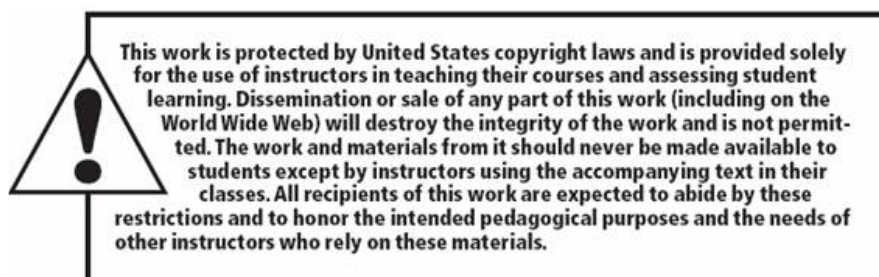 This work is protected by United States copyright laws and is provided solely
for the use of instructors in teaching their courses and assessing student
learning. Dissemination or sale of any part of this work (including on the
World Wide Web) will destroy the integrity of the work and is not permit-
ted. The work and materials from it should never be made available to
students except by instructors using the accompanying text in their
classes. All recipients of this work are expected to abide by these
restrictions and to honor the intended pedagogical purposes and the needs of
other instructors who rely on these materials.